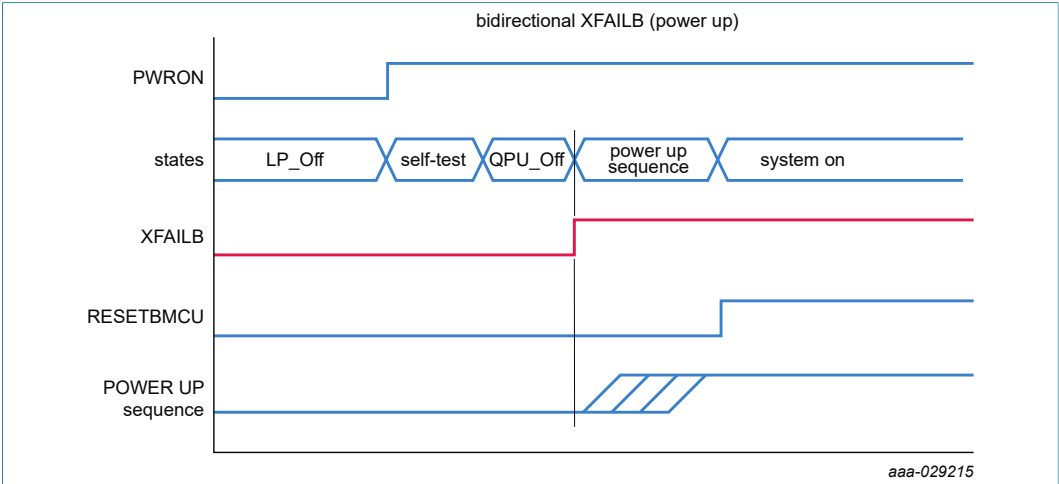 bidirectional XFAILB (power up)
PWRON
states
LP_Off
self-test
QPU_Off
power up
sequence
system on
XFAILB
RESETBMCU
POWER UP
sequence
aaa-029215